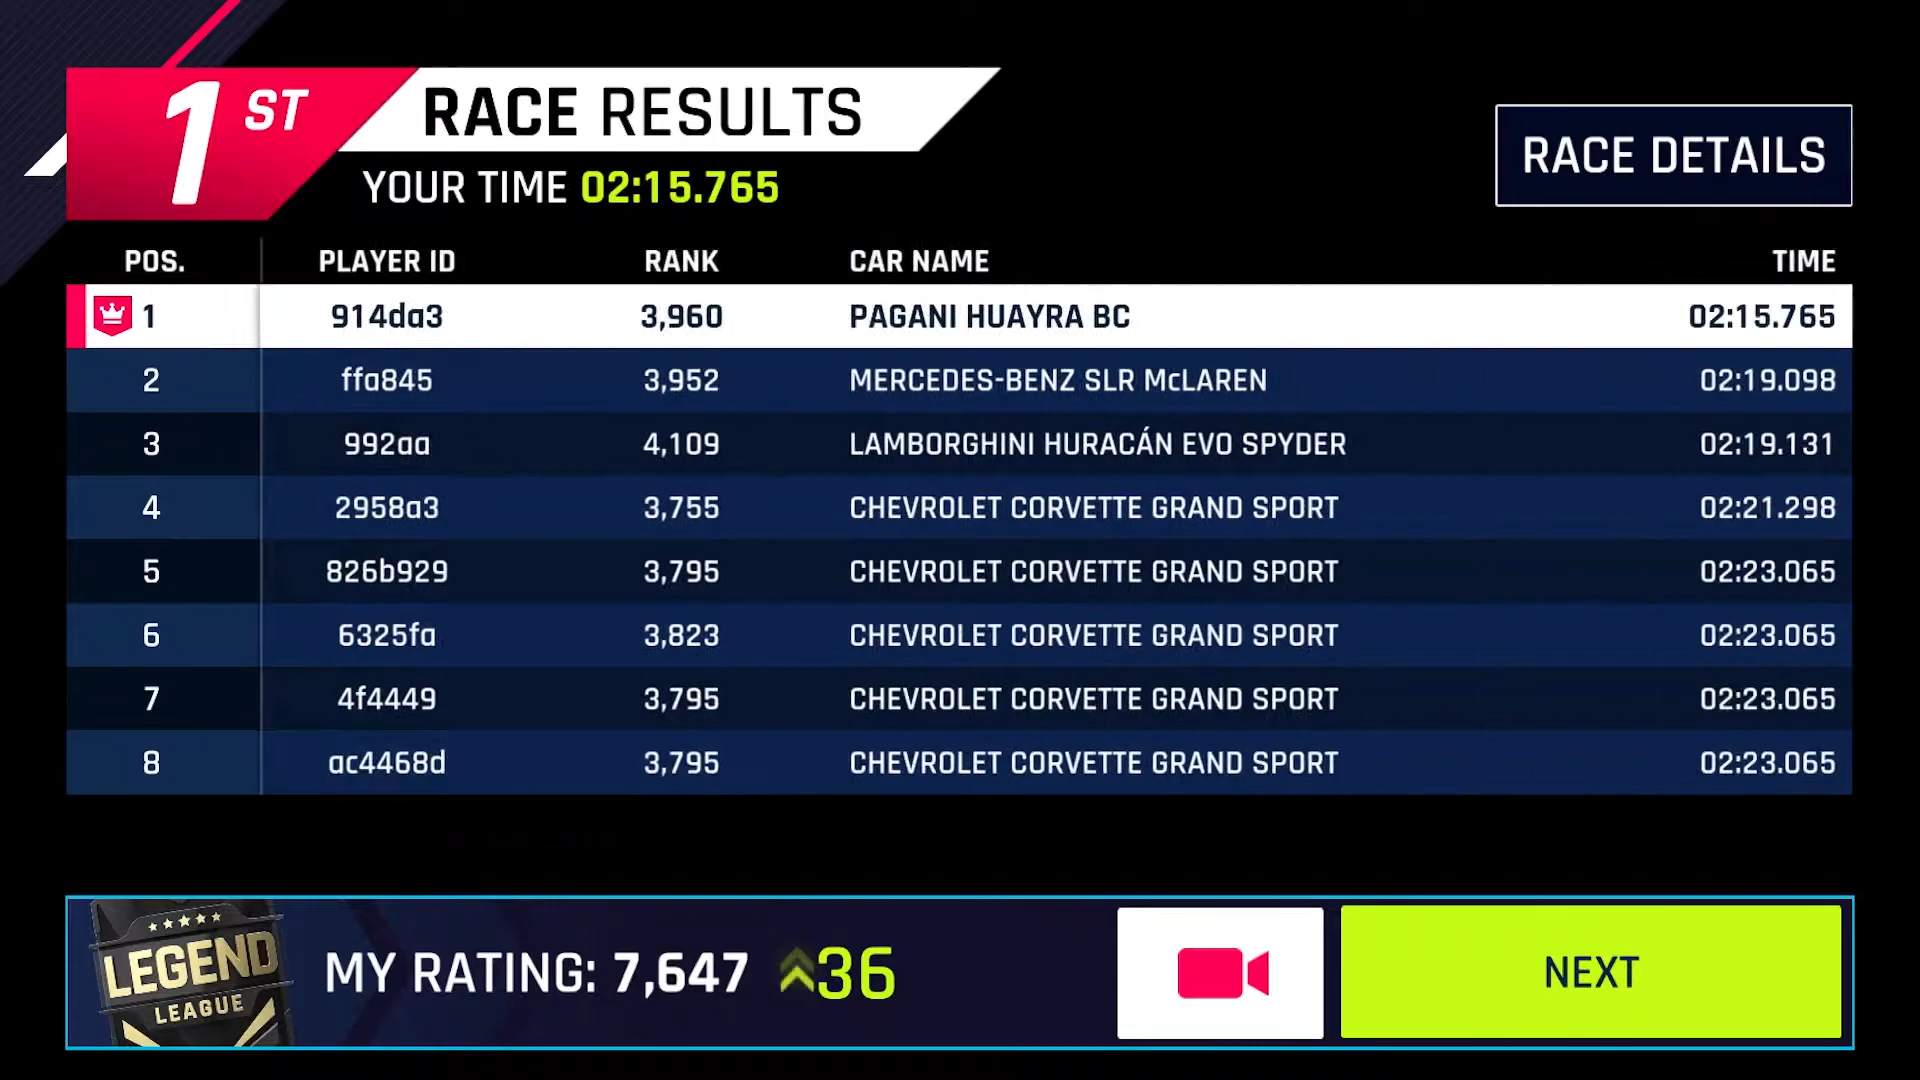 1 ST
RACE RESULTS
YOUR TIME 02:15.765
RACE DETAILS
POS. PLAYER ID RANK CAR NAME TIME
1 914da3 3,960 PAGANI HUAYRA BC 02:15.765
2 ffa845 3,952 MERCEDES-BENZ SLR McLAREN 02:19.098
3 992aa 4,109 LAMBORGHINI HURACÁN EVO SPYDER 02:19.131
4 2958a3 3,755 CHEVROLET CORVETTE GRAND SPORT 02:21.298
5 826b929 3,795 CHEVROLET CORVETTE GRAND SPORT 02:23.065
6 6325fa 3,823 CHEVROLET CORVETTE GRAND SPORT 02:23.065
7 4f4449 3,795 CHEVROLET CORVETTE GRAND SPORT 02:23.065
8 ac4468d 3,795 CHEVROLET CORVETTE GRAND SPORT 02:23.065
LEGEND
LEAGUE
MY RATING: 7,647 36
NEXT